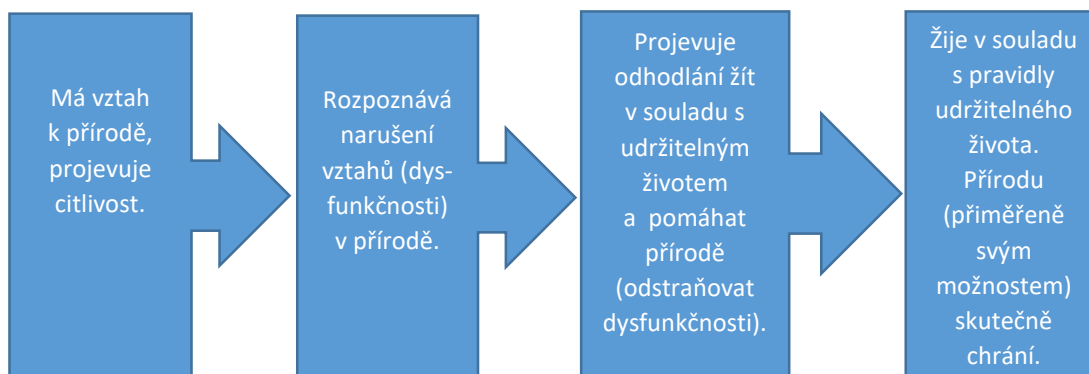 Má vztah
k přírodě,
projevuje
citlivost.
Rozpoznává
narušení
vztahů (dys-
funkčnosti)
v přírodě.
Projevuje
odhodlání žít
v souladu s
udržitelným
životem
a pomáhat
přírodě
(odstraňovat
dysfunkčnosti).
Žije v souladu
s pravidly
udržitelného
života.
Přírodu
(přiměřeně
svým
možnostem)
skutečně
chrání.